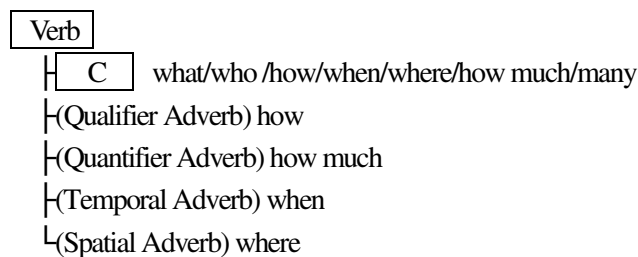 Verb
C what/who /how/when/where/how much/many
(Qualifier Adverb) how
(Quantifier Adverb) how much
(Temporal Adverb) when
(Spatial Adverb) where